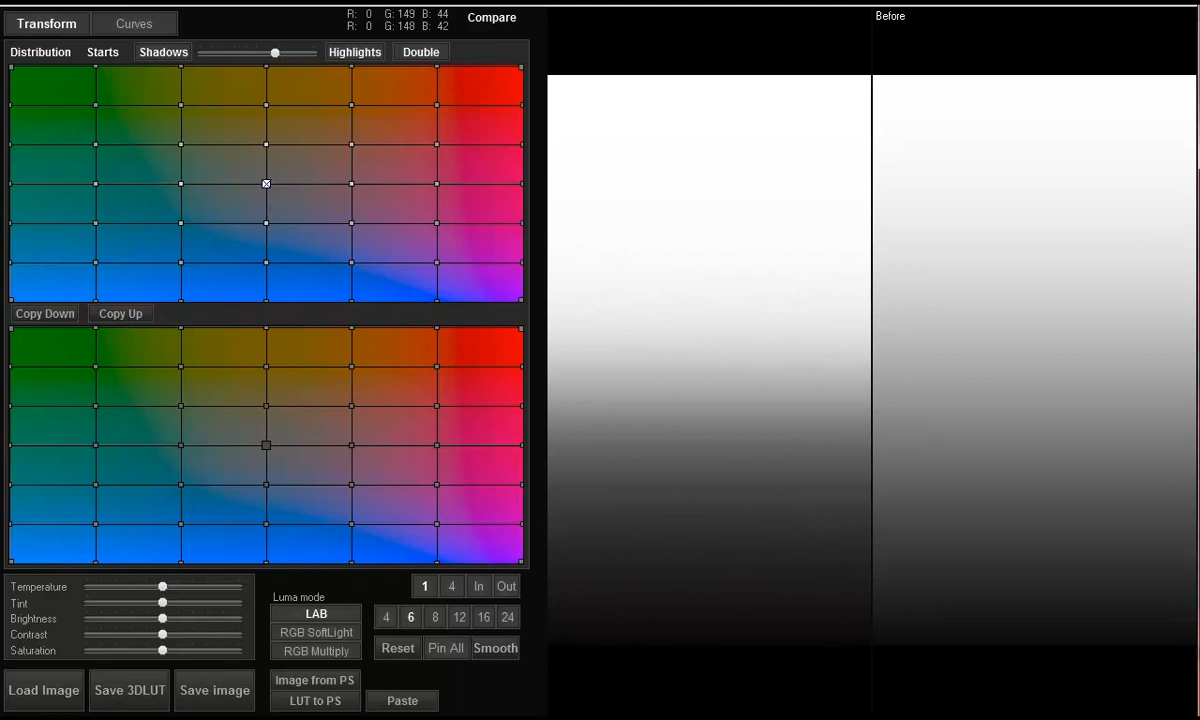 Transform Curves R: 0 G: 149 B: 44 Compare
R: 0 G: 148 B: 42
Before
Distribution Starts Shadows Highlights Double
Copy Down Copy Up
Temperature
Tint
Brightness
Contrast
Saturation
Luma mode
LAB
RGB SoftLight
RGB Multiply
1 4 In Out
4 6 8 12 16 24
Reset Pin All Smooth
Load Image Save 3DLUT Save image
Image from PS
LUT to PS Paste